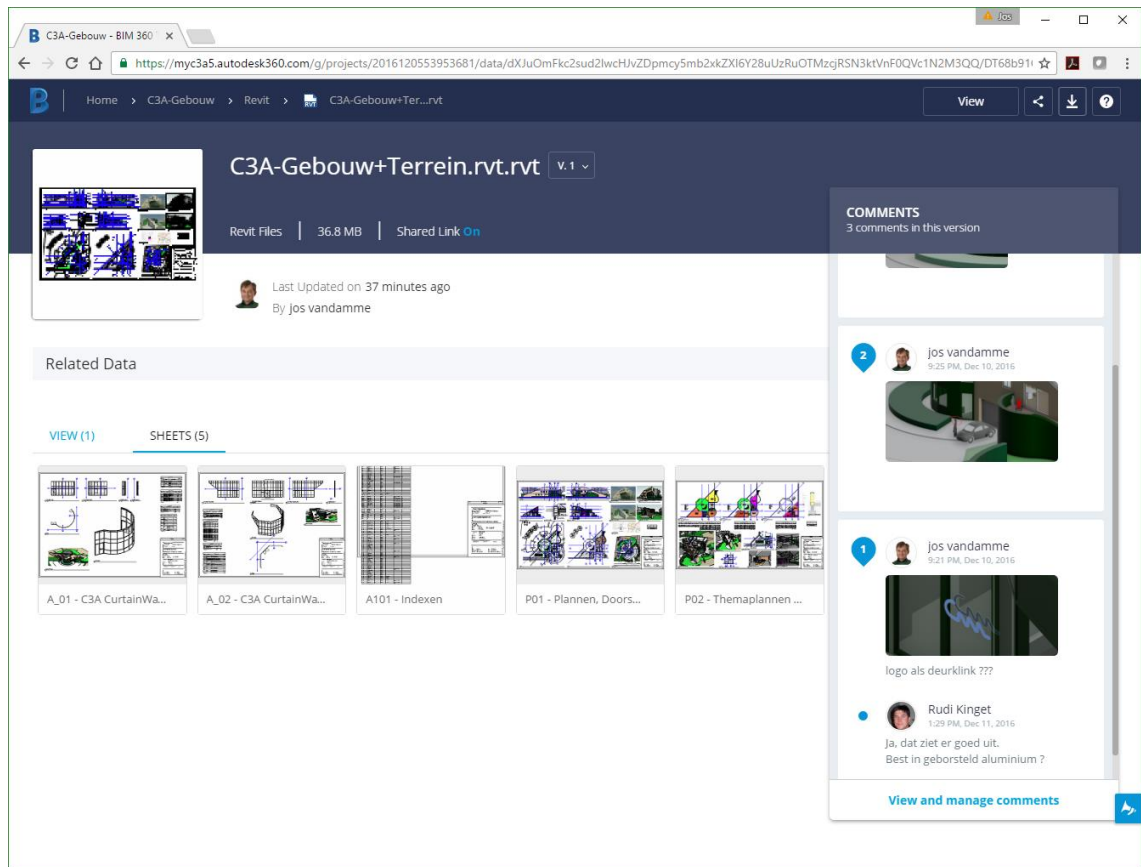 Jos
C3A-Gebouw - BIM 360
https://myc3a5.autodesk360.com/g/projects/2016120553953681/data/
Home > C3A-Gebouw > Revit > C3A-Gebouw+Ter...rvt
View
C3A-Gebouw+Terrein.rvt.rvt V. 1
Revit Files | 36.8 MB | Shared Link On
Last Updated on 37 minutes ago
By jos vandamme
Related Data
VIEW (1) SHEETS (5)
A_01 - C3A CurtainWa...
A_02 - C3A CurtainWa...
A101 - Indexen
P01 - Plannen, Doors...
P02 - Themaplannen ...
COMMENTS
3 comments in this version
2
jos vandamme
9:25 PM, Dec 10, 2016
1
jos vandamme
9:21 PM, Dec 10, 2016
logo als deurklink ???
Rudi Kinget
1:29 PM, Dec 11, 2016
Ja, dat ziet er goed uit.
Best in geborsteld aluminium ?
View and manage comments